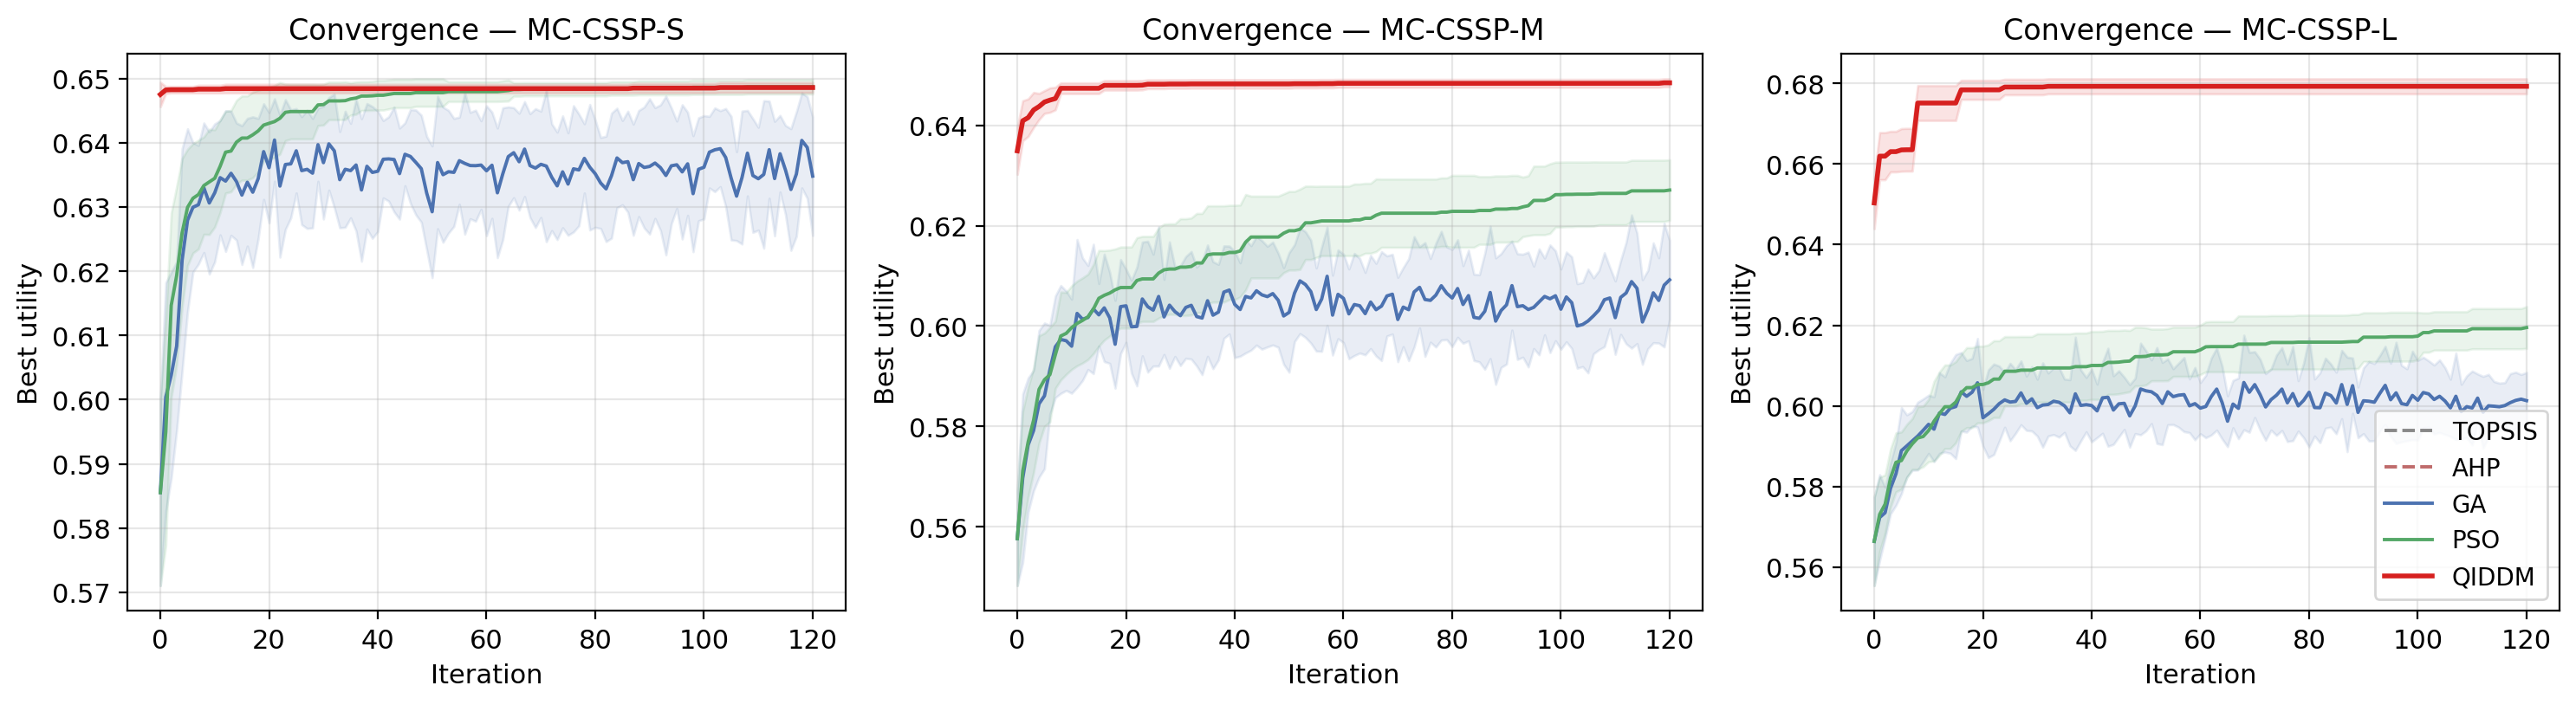 Convergence — MC-CSSP-S
Best utility
0.65
0.64
0.63
0.62
0.61
0.60
0.59
0.58
0.57
0 20 40 60 80 100 120
Iteration
Convergence — MC-CSSP-M
Best utility
0.64
0.62
0.60
0.58
0.56
0 20 40 60 80 100 120
Iteration
Convergence — MC-CSSP-L
Best utility
0.68
0.66
0.64
0.62
0.60
0.58
0.56
TOPSIS
AHP
GA
PSO
QIDDM
0 20 40 60 80 100 120
Iteration